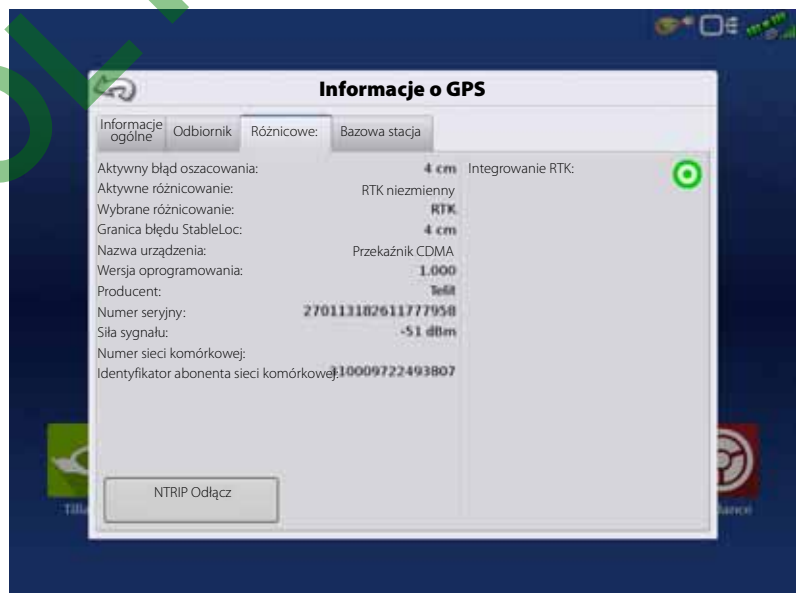 Informacje o GPS
Informacje
ogólne
Odbiornik
Różnicowe:
Bazowa stacja
Aktywny błąd oszacowania: 4 cm
Integrowanie RTK:
Aktywne różnicowanie: RTK niezmienny
Wybrane różnicowanie: RTK
Granica błędu StableLoc: 4 cm
Nazwa urządzenia: Przekaźnik CDMA
Wersja oprogramowania: 1.000
Producent: Telit
Numer seryjny: 270113182611777958
Siła sygnału: -51 dBm
Numer sieci komórkowej:
Identyfikator abonenta sieci komórkowej: 310009722493807
NTRIP Odłącz